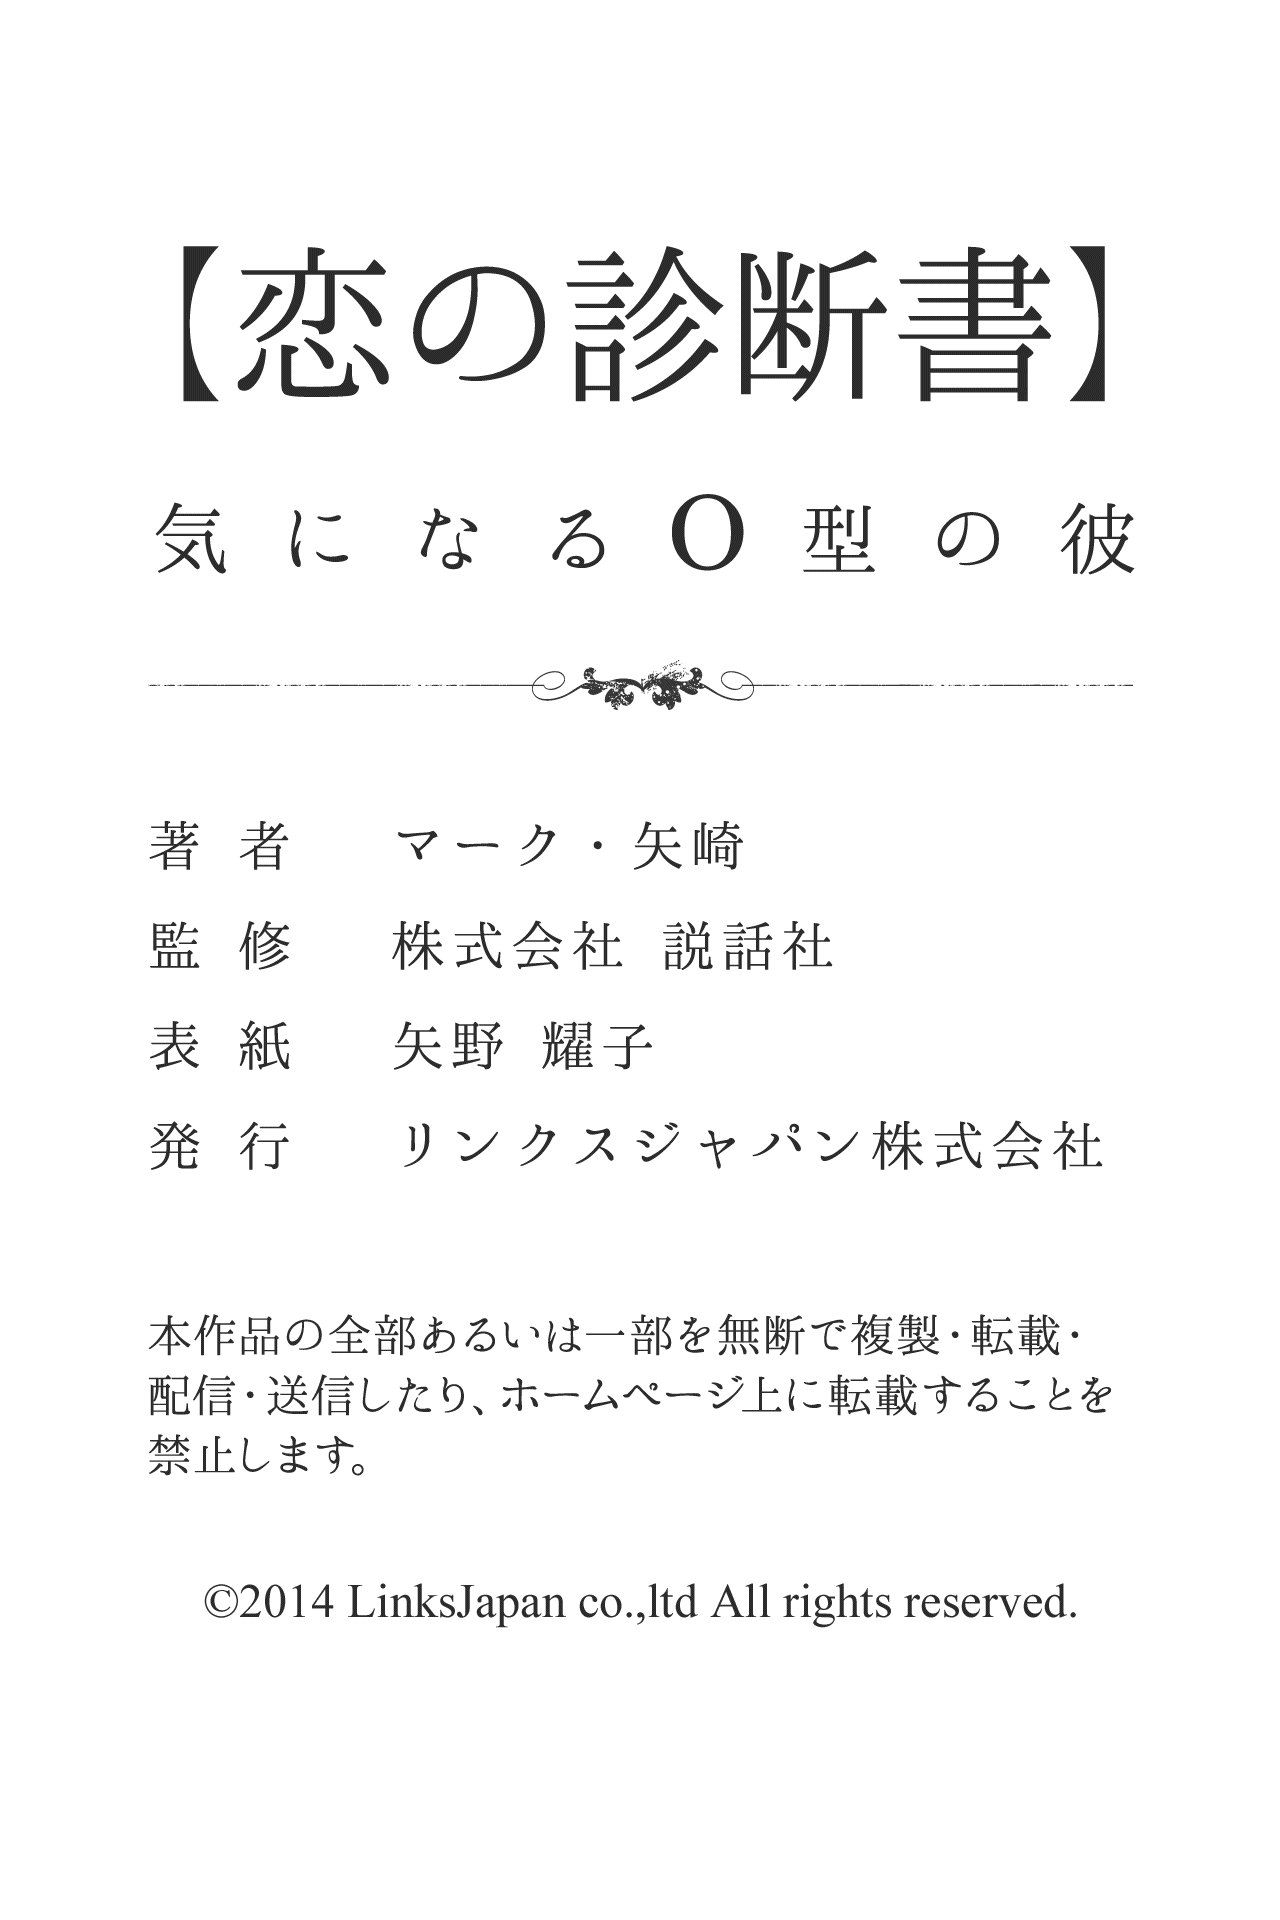 【恋の診断書】
気になるO型の彼
著者 マーク・矢崎
監修 株式会社 説話社
表紙 矢野 耀子
発行 リンクスジャパン株式会社
本作品の全部あるいは一部を無断で複製・転載・
配信・送信したり、ホームページ上に転載することを
禁止します。
©2014 LinksJapan co.,ltd All rights reserved.